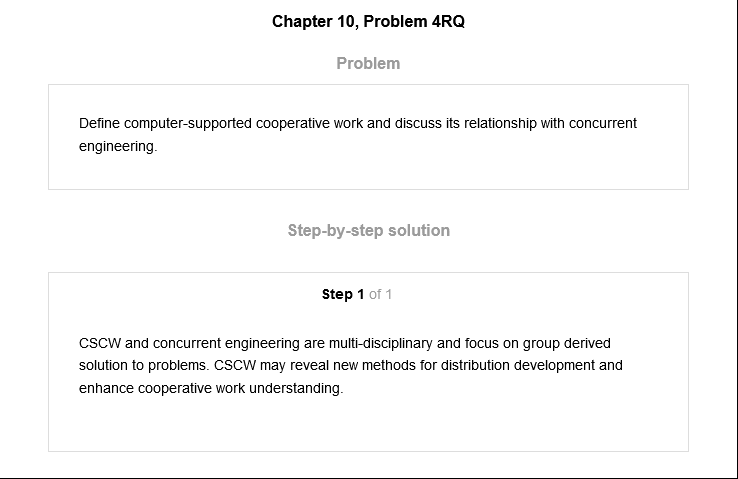 Chapter 10, Problem 4RQ
Problem
Define computer-supported cooperative work and discuss its relationship with concurrent
engineering.
Step-by-step solution
Step 1 of 1
CSCW and concurrent engineering are multi-disciplinary and focus on group derived
solution to problems. CSCW may reveal new methods for distribution development and
enhance cooperative work understanding.